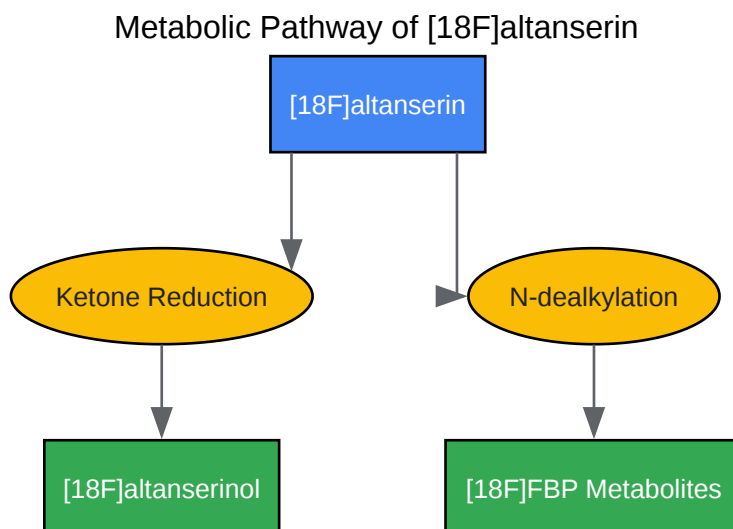 Metabolic Pathway of [18F]altanserin
[18F]altanserin
Ketone Reduction
N-dealkylation
[18F]altanserinol
[18F]FBP Metabolites